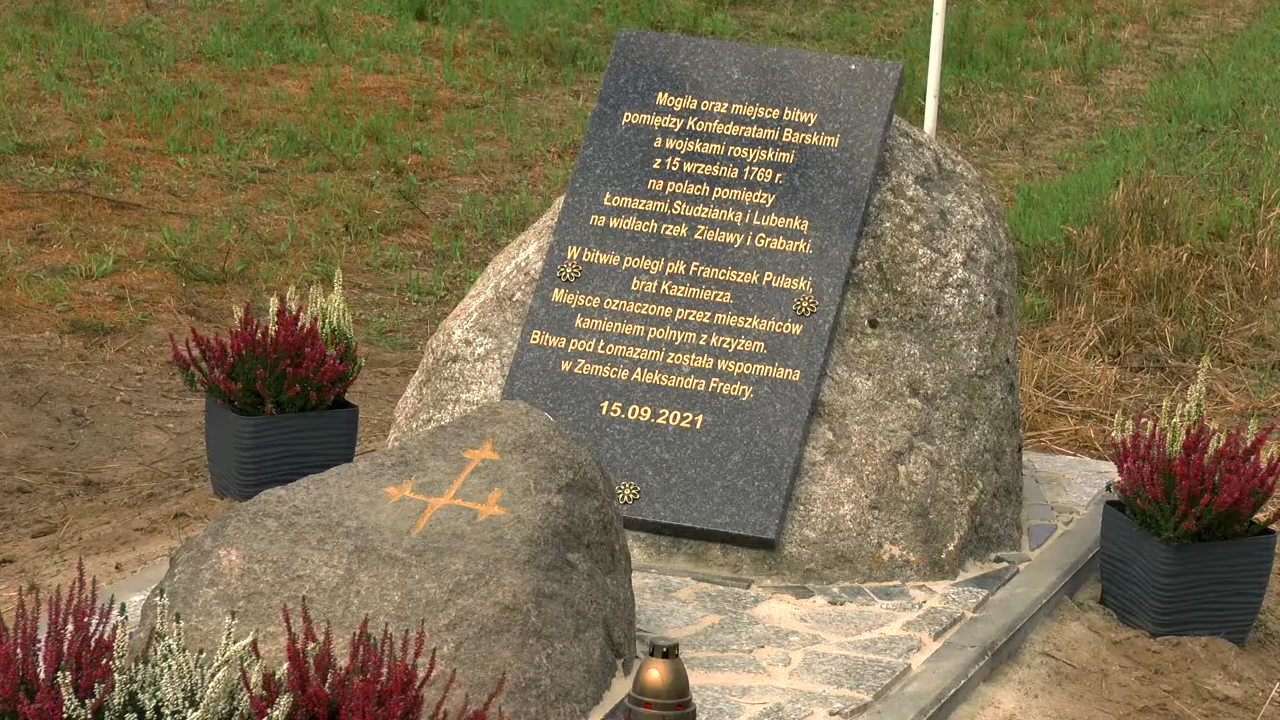 Mogiła oraz miejsce bitwy
pomiędzy Konfederatami Barskimi
a wojskami rosyjskimi
z 15 września 1769 r.
na polach pomiędzy
Łomazami,Studzianką i Lubenką
na widłach rzek Zielawy i Grabarki.
W bitwie poległ płk Franciszek Pułaski,
brat Kazimierza.
Miejsce oznaczone przez mieszkańców
kamieniem polnym z krzyżem.
Bitwa pod Łomazami została wspomniana
w Zemście Aleksandra Fredry.
15.09.2021